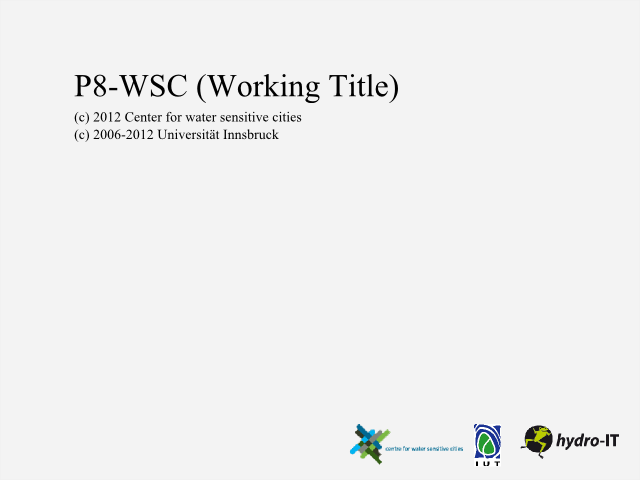 P8-WSC (Working Title)
(c) 2012 Center for water sensitive cities
(c) 2006-2012 Universität Innsbruck
centre for water sensitive cities
IUT
hydro-IT